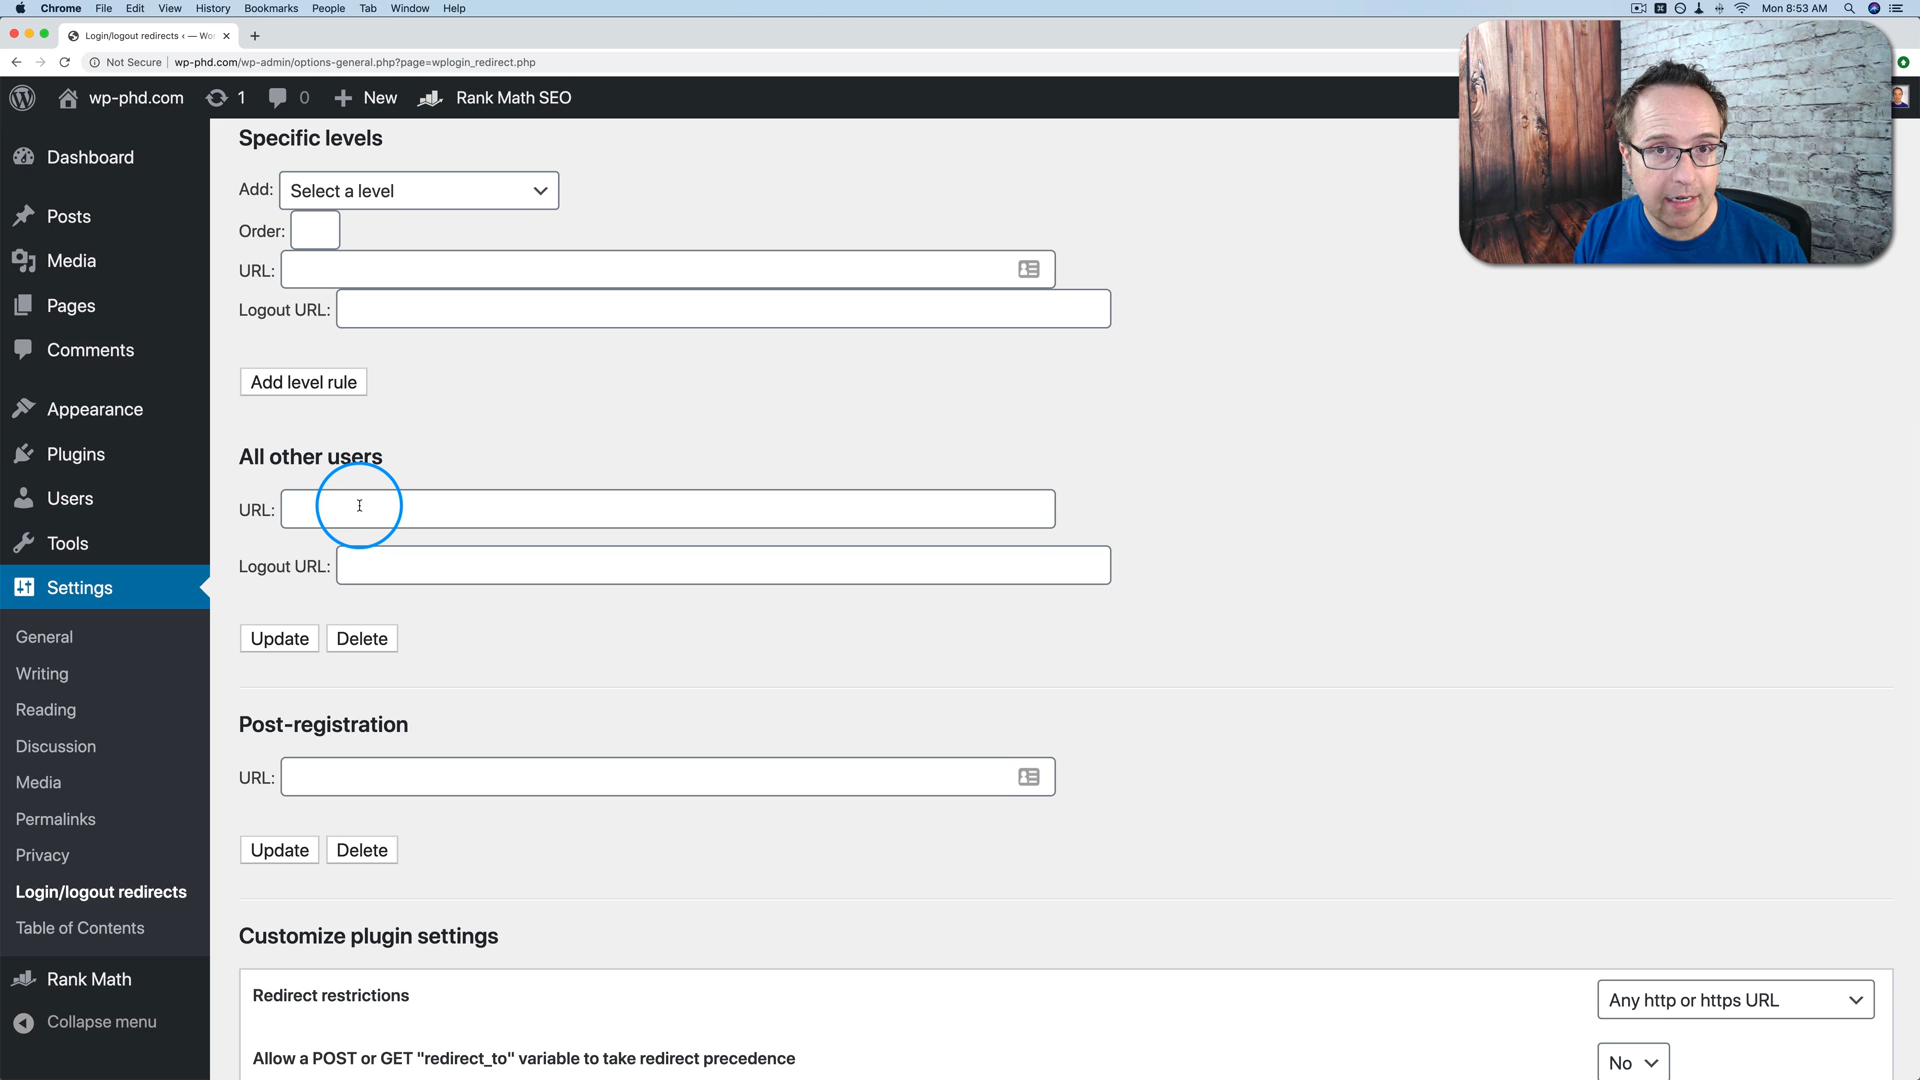 Chrome File Edit View History Bookmarks People Tab Window Help Mon 8:53 AM
Login/logout redirects ‹ — Wor
Not Secure wp-phd.com/wp-admin/options-general.php?page=wplogin_redirect.php
wp-phd.com 1 0 New Rank Math SEO
Dashboard
Posts
Media
Pages
Comments
Appearance
Plugins
Users
Tools
Settings
General
Writing
Reading
Discussion
Media
Permalinks
Privacy
Login/logout redirects
Table of Contents
Rank Math
Collapse menu
Specific levels
Add: Select a level
Order:
URL:
Logout URL:
Add level rule
All other users
URL:
Logout URL:
Update Delete
Post-registration
URL:
Update Delete
Customize plugin settings
Redirect restrictions Any http or https URL
Allow a POST or GET "redirect_to" variable to take redirect precedence No